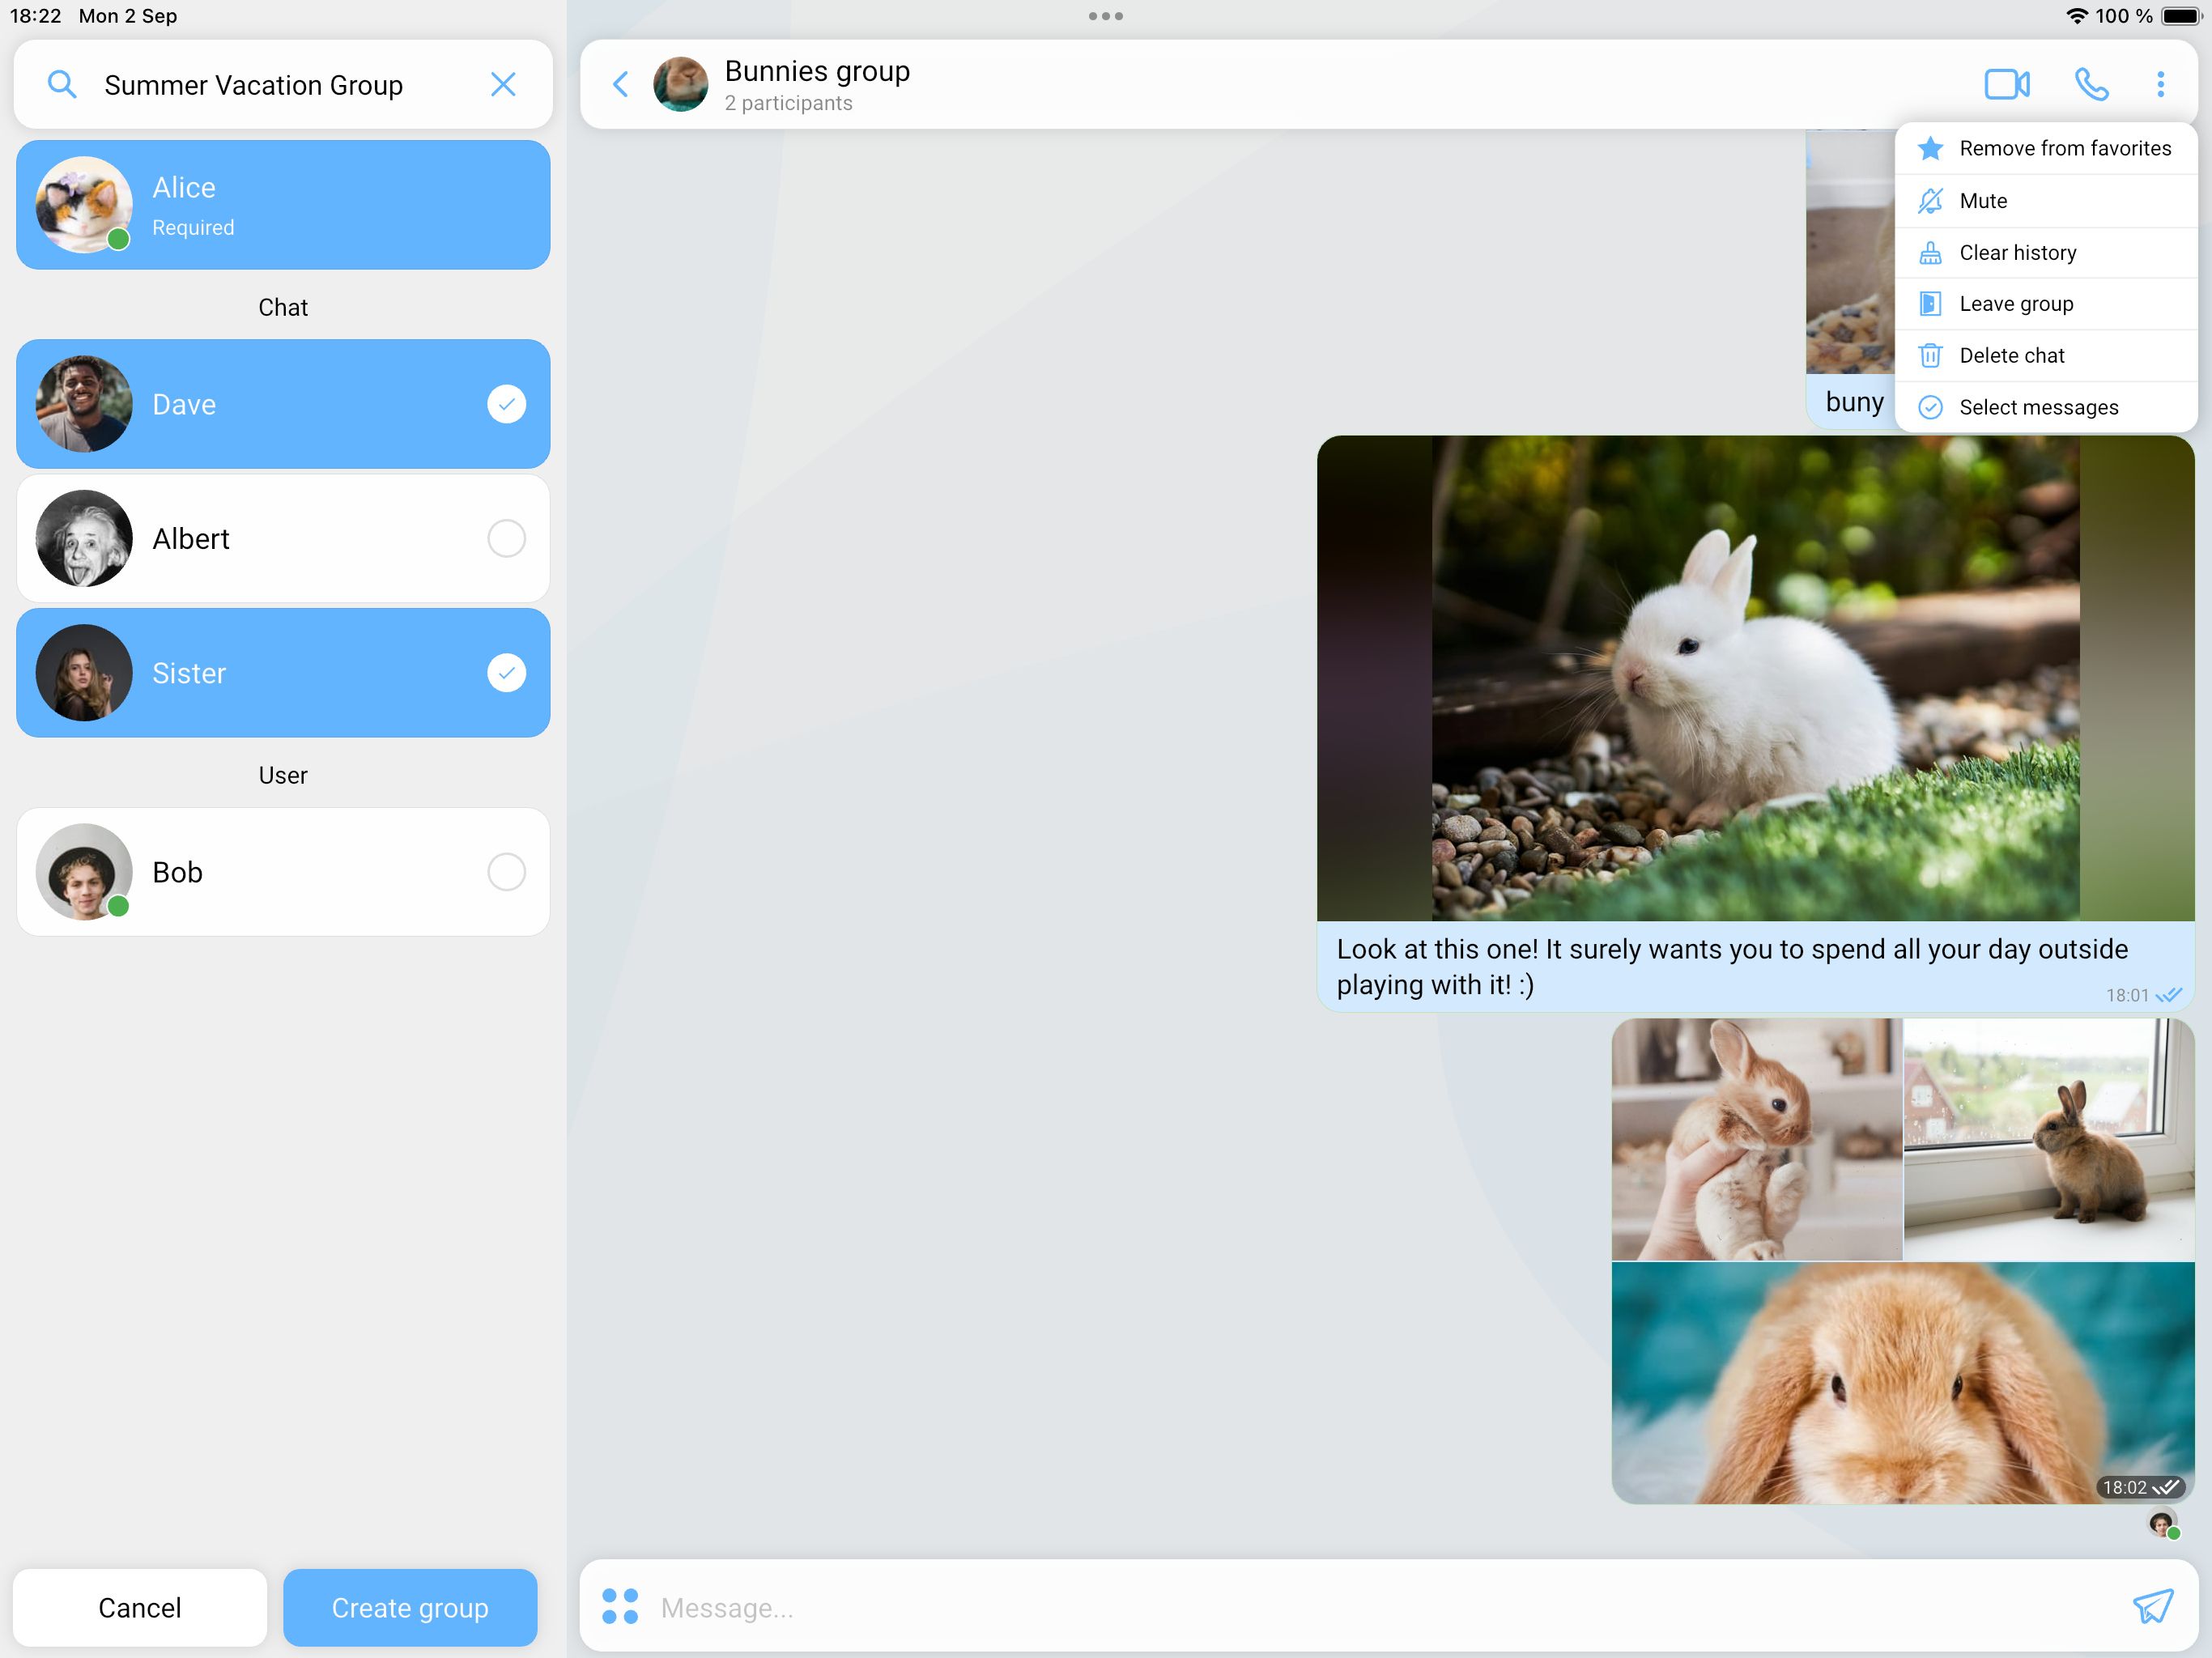 18:22 Mon 2 Sep
100 %
Summer Vacation Group
Alice
Required
Chat
Dave
Albert
Sister
User
Bob
Cancel
Create group
Bunnies group
2 participants
Remove from favorites
Mute
Clear history
Leave group
Delete chat
Select messages
buny
Look at this one! It surely wants you to spend all your day outside
playing with it! :)
18:01
18:02
Message...